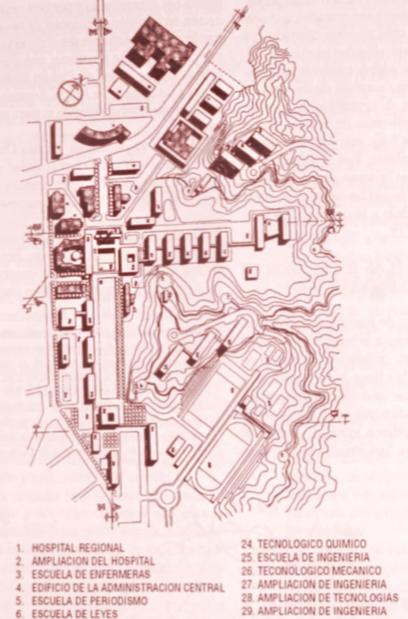 1. HOSPITAL REGIONAL
2. AMPLIACION DEL HOSPITAL
3. ESCUELA DE ENFERMERAS
4. EDIFICIO DE LA ADMINISTRACION CENTRAL
5. ESCUELA DE PERIODISMO
6. ESCUELA DE LEYES
24. TECNOLOGICO QUIMICO
25. ESCUELA DE INGENIERIA
26. TECONOLOGICO MECANICO
27. AMPLIACION DE INGENIERIA
28. AMPLIACION DE TECNOLOGIAS
29. AMPLIACION DE INGENIERIA